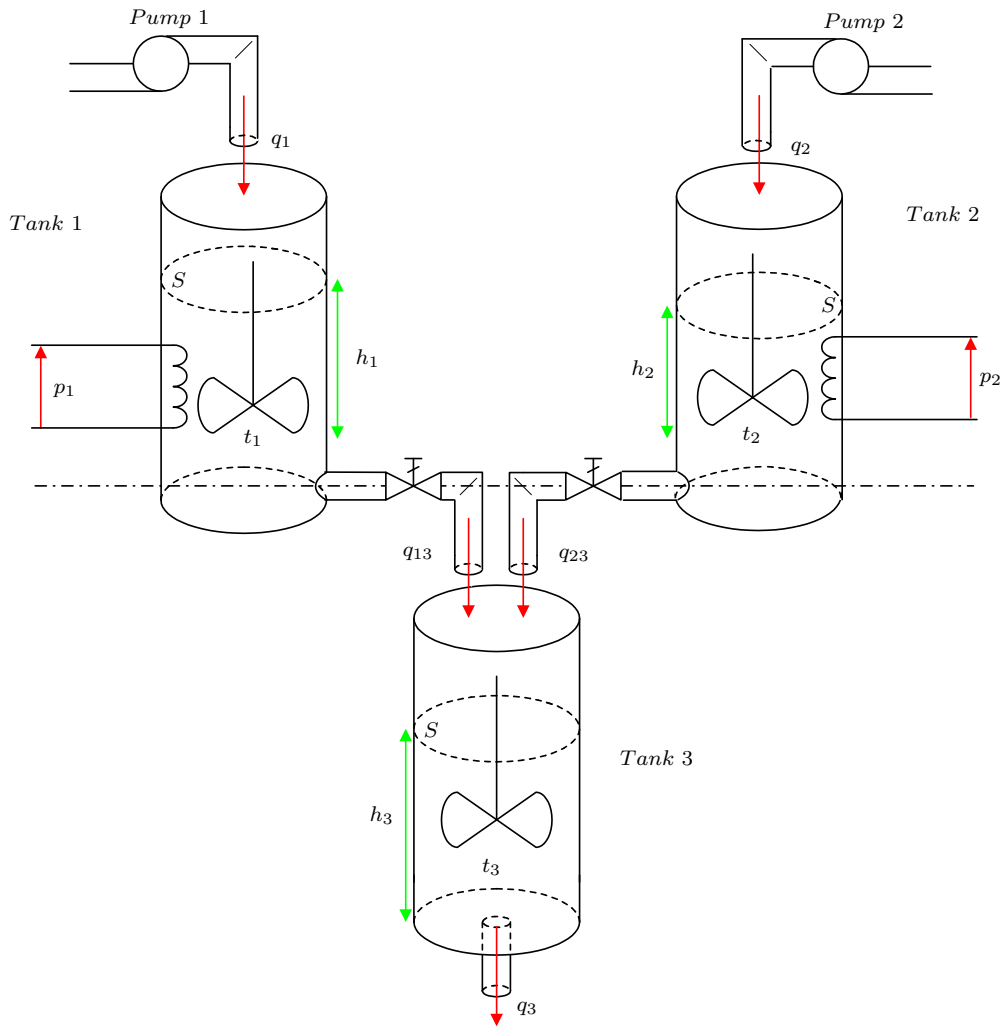 Pump 1
Pump 2
q1
q2
Tank 1
Tank 2
S
S
h1
h2
p1
p2
t1
t2
q13
q23
S
Tank 3
h3
t3
q3